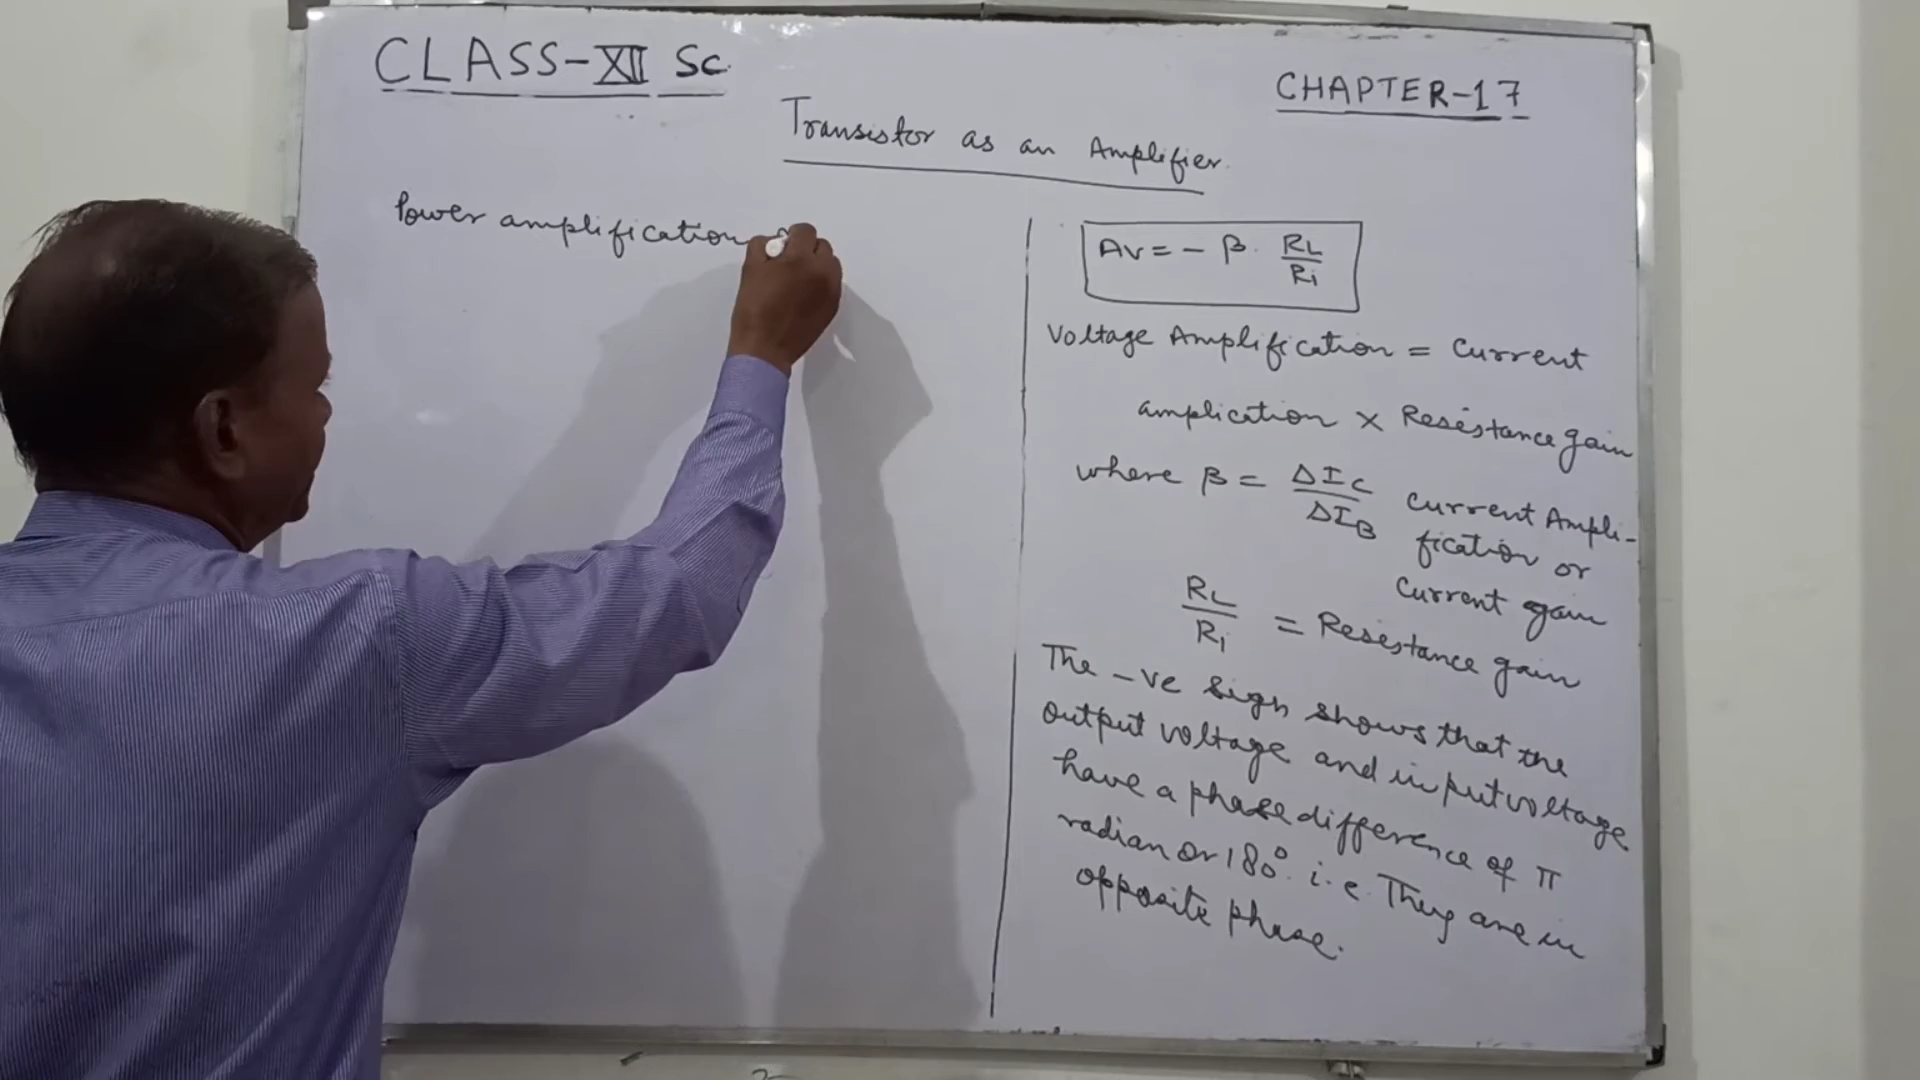 CLASS-XII Sc.
CHAPTER-17
Transistor as an Amplifier.
Power amplification
Av = - β . RL/Ri
Voltage Amplification = Current
amplication × Resistance gain
where β = ΔIC/ΔIB Current Ampli-
fication or
Current gain
RL/Ri = Resistance gain
The -ve sign shows that the
output voltage and input voltage
have a phase difference of π
radian or 180° i.e. They are in
opposite phase.